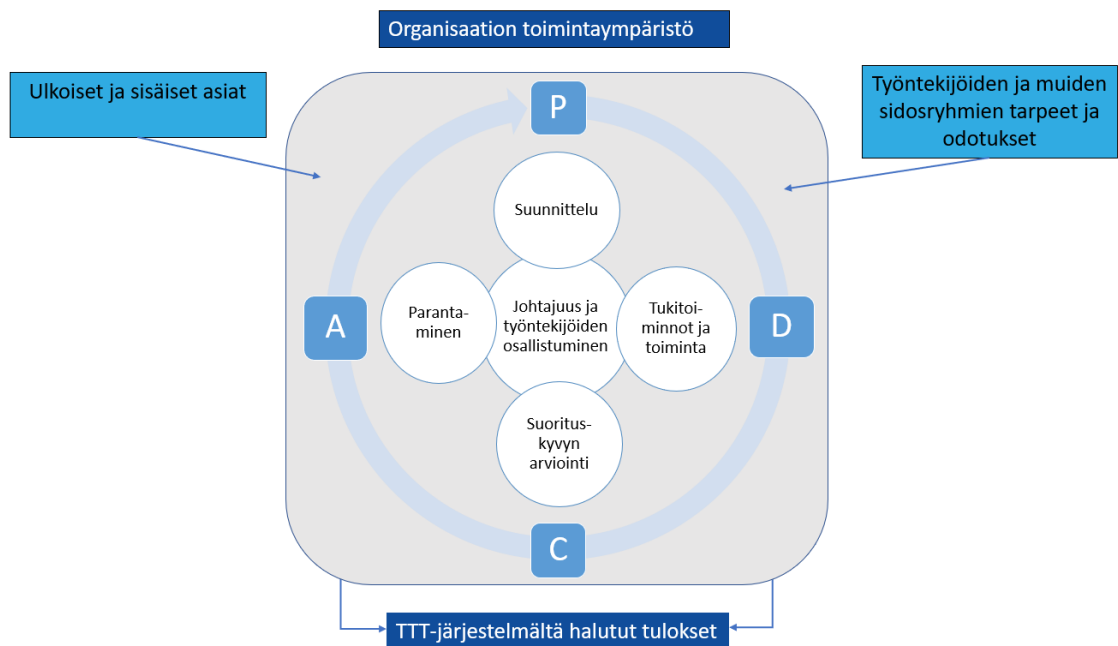 Organisaation toimintaympäristö
Ulkoiset ja sisäiset asiat
Työntekijöiden ja muiden
sidosryhmien tarpeet ja
odotukset
P
Suunnittelu
A
Paranta-
minen
Johtajuus ja
työntekijöiden
osallistuminen
Tukitoi-
minnot ja
toiminta
D
Suoritus-
kyvyn
arviointi
C
TTT-järjestelmältä halutut tulokset